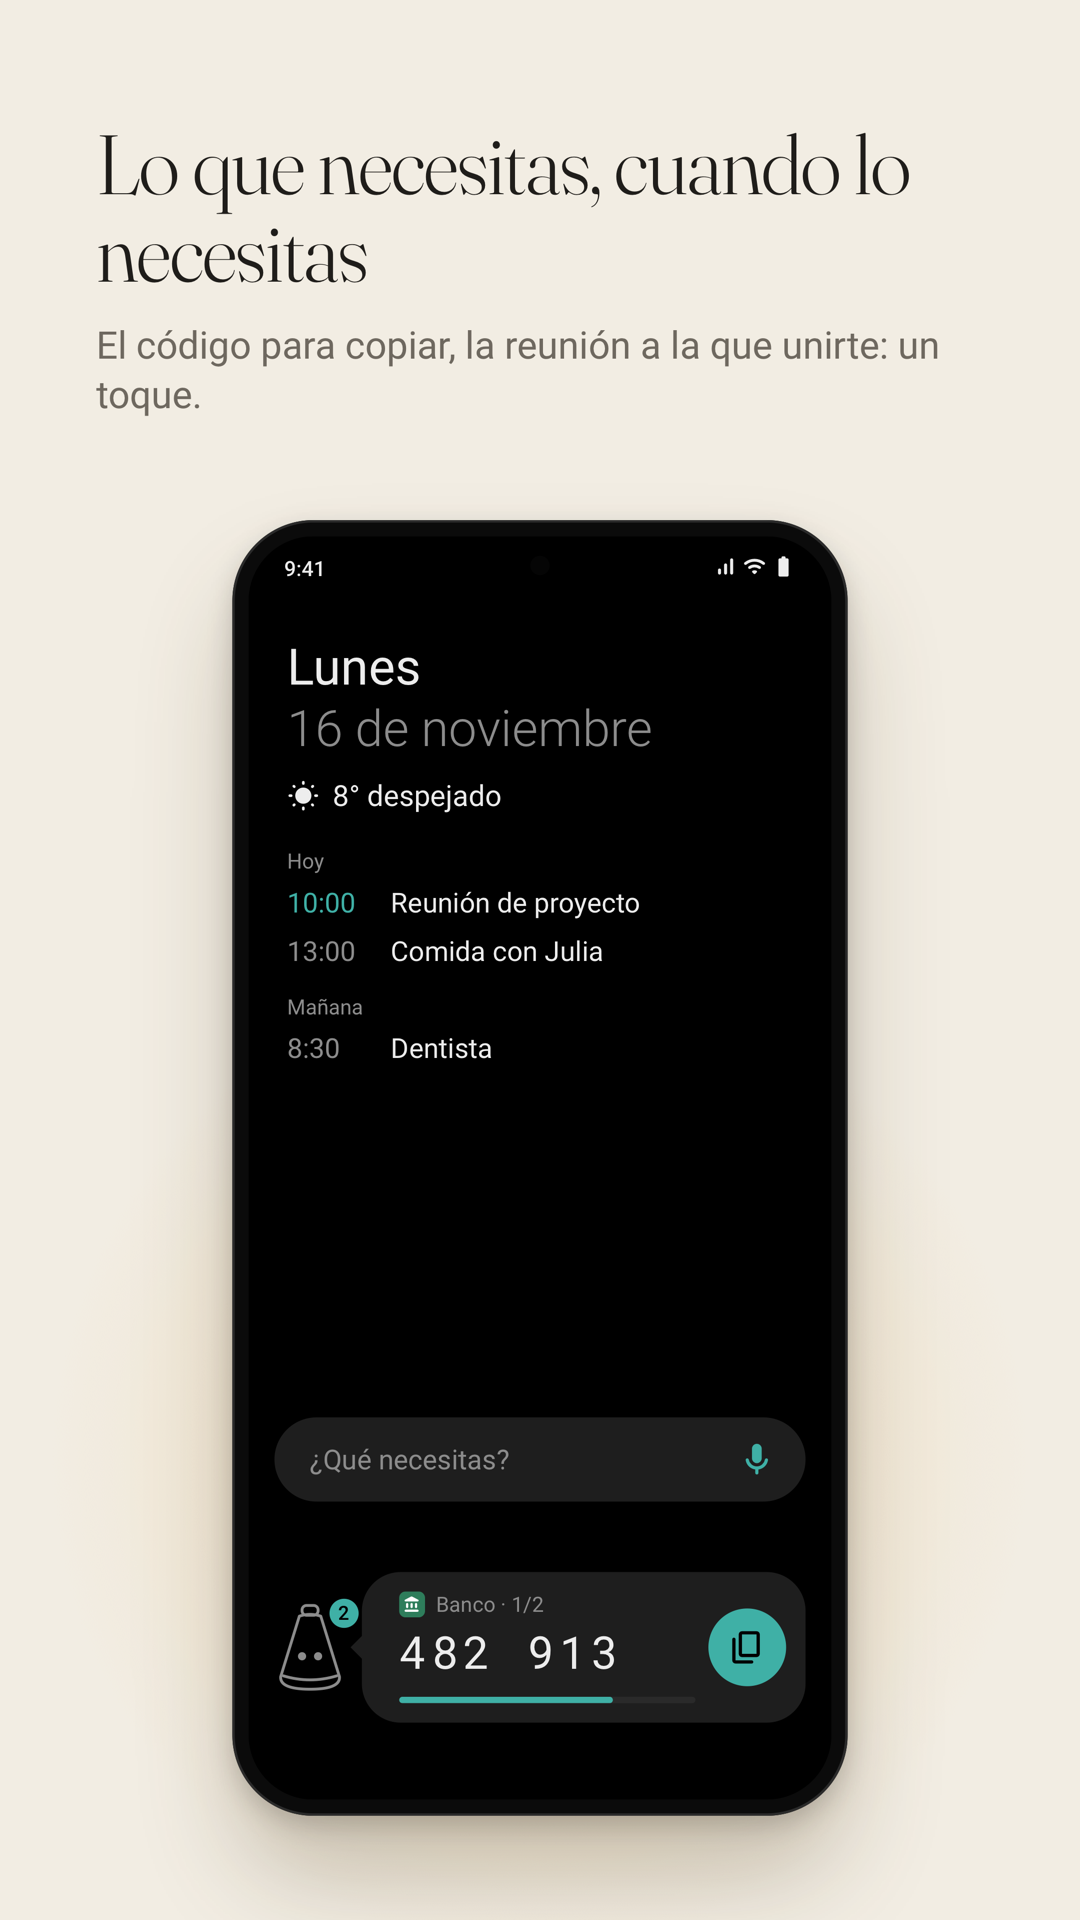 Lo que necesitas, cuando lo
necesitas
El código para copiar, la reunión a la que unirte: un
toque.
9:41
Lunes
16 de noviembre
8° despejado
Hoy
10:00 Reunión de proyecto
13:00 Comida con Julia
Mañana
8:30 Dentista
¿Qué necesitas?
2
Banco · 1/2
482 913